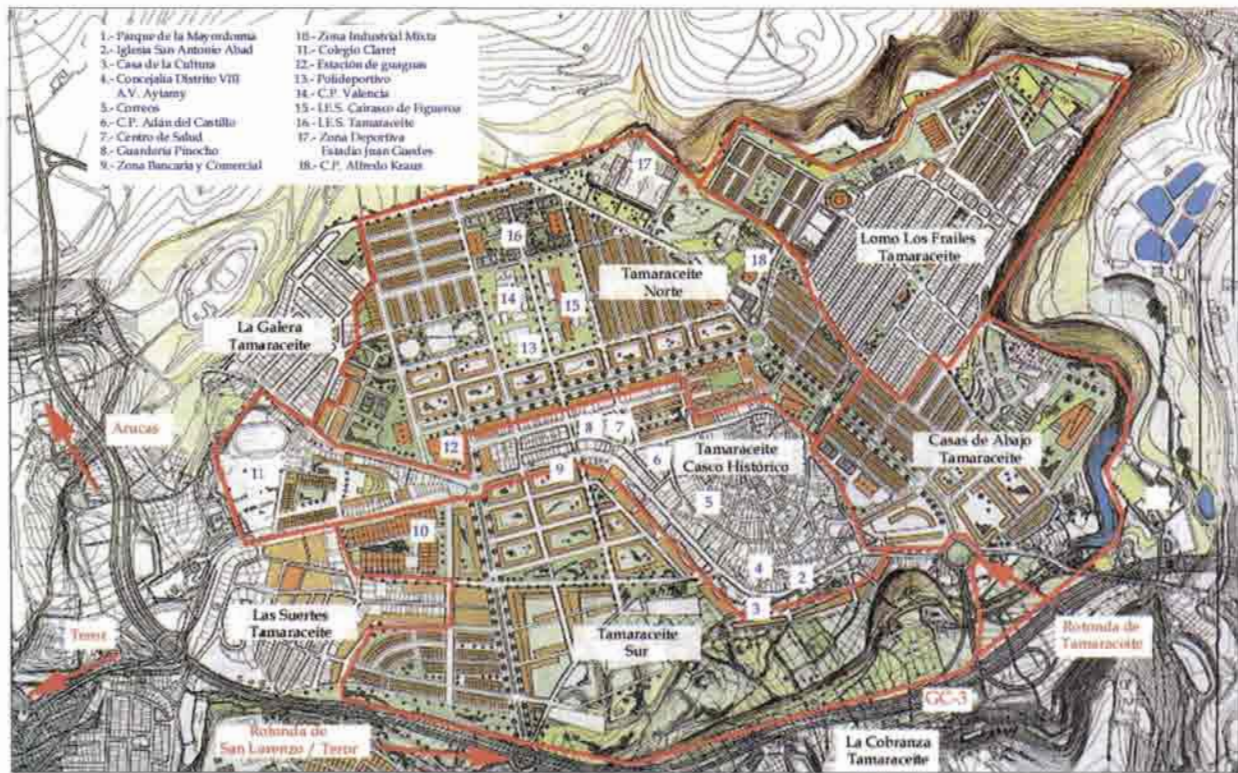 1.- Parque de la Mayordomía
2.- Iglesia San Antonio Abad
3.- Casa de la Cultura
4.- Concejalia Distrito VIII
A.V. Aytamy
5.- Correos
6.- C.P. Adán del Castillo
7.- Centro de Salud
8.- Guardería Pinocho
9.- Zona Bancaria y Comercial
10.- Zona Industrial Mixta
11.- Colegio Claret
12.- Estación de guaguas
13.- Polideportivo
14.- C.P. Valencia
15.- I.E.S. Cairasco de Figueroa
16.- I.E.S. Tamaraceite
17.- Zona Deportiva
Estadio Juan Guedes
18.- C.P. Alfredo Kraus
17
16
Lomo Los Frailes
Tamaraceite
18
Tamaraceite
Norte
14
15
La Galera
Tamaraceite
13
Arucas
12
8
7
Tamaraceite
Casco Histórico
Casas de Abajo
Tamaraceite
6
9
11
5
10
4
2
3
Las Suertes
Tamaraceite
Tamaraceite
Sur
Rotonda de
Tamaraceite
Teror
GC-3
Rotonda de
San Lorenzo / Teror
La Cobranza
Tamaraceite